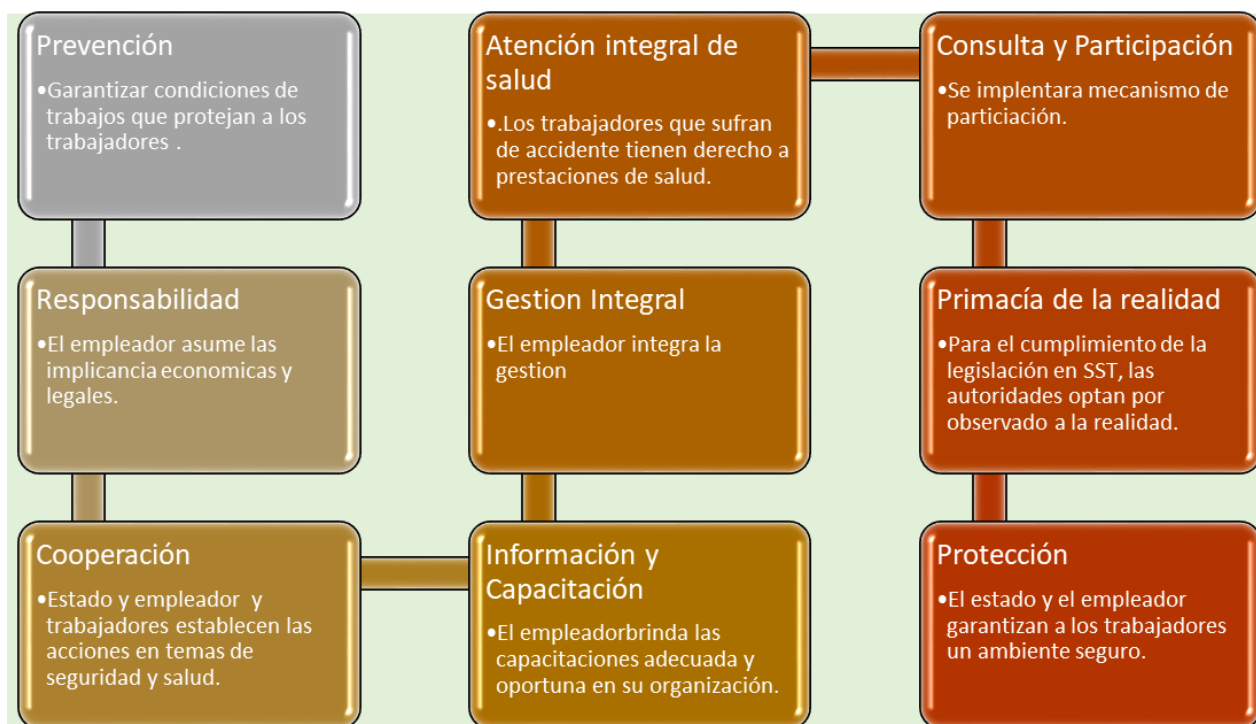 Prevención
•Garantizar condiciones de
trabajos que protejan a los
trabajadores .
Responsabilidad
•El empleador asume las
implicancia economicas y
legales.
Cooperación
•Estado y empleador y
trabajadores establecen las
acciones en temas de
seguridad y salud.
Información y
Capacitación
•El empleadorbrinda las
capacitaciones adecuada y
oportuna en su organización.
Gestion Integral
•El empleador integra la
gestion
Atención integral de
salud
•.Los trabajadores que sufran
de accidente tienen derecho a
prestaciones de salud.
Consulta y Participación
•Se implentara mecanismo de
particiación.
Primacía de la realidad
•Para el cumplimiento de la
legislación en SST, las
autoridades optan por
observado a la realidad.
Protección
•El estado y el empleador
garantizan a los trabajadores
un ambiente seguro.